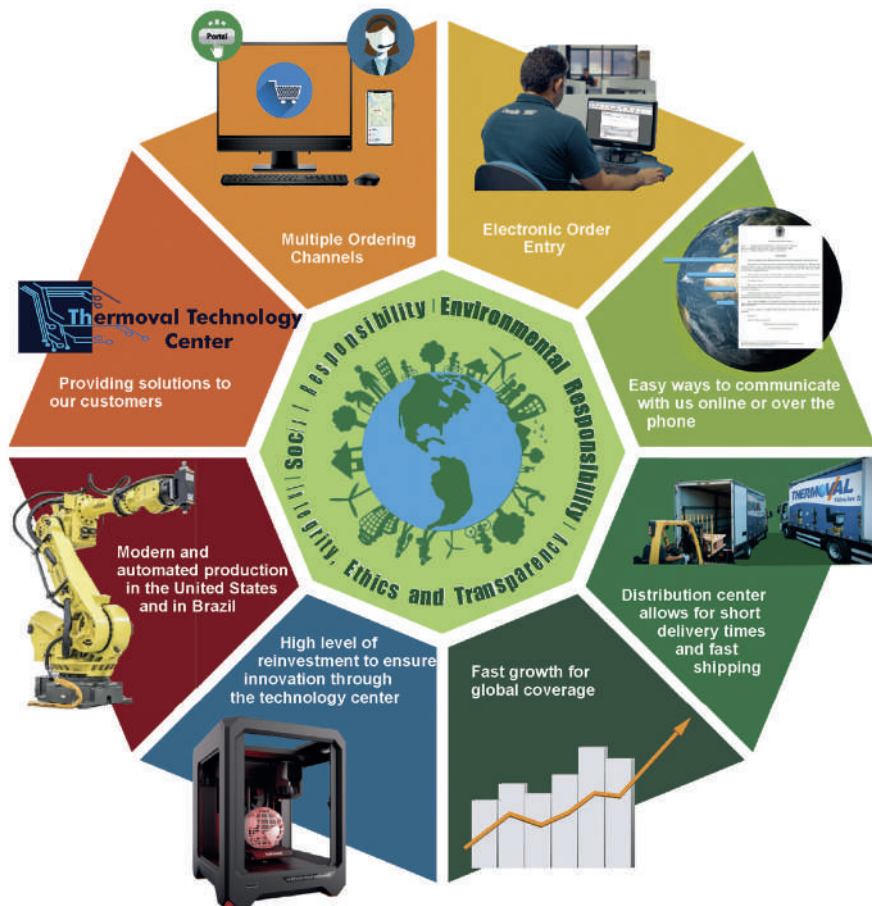 Portal
Multiple Ordering
Channels
Electronic Order
Entry
Easy ways to communicate
with us online or over the
phone
THERMOVAL
THERMOVAL
Distribution center
allows for short
delivery times
and fast
shipping
Fast growth for
global coverage
High level of
reinvestment to ensure
innovation through
the technology center
Modern and
automated production
in the United States
and in Brazil
Thermoval Technology
Center
Providing solutions to
our customers
Social Responsibility | Environmental Responsibility | Integrity, Ethics and Transparency |